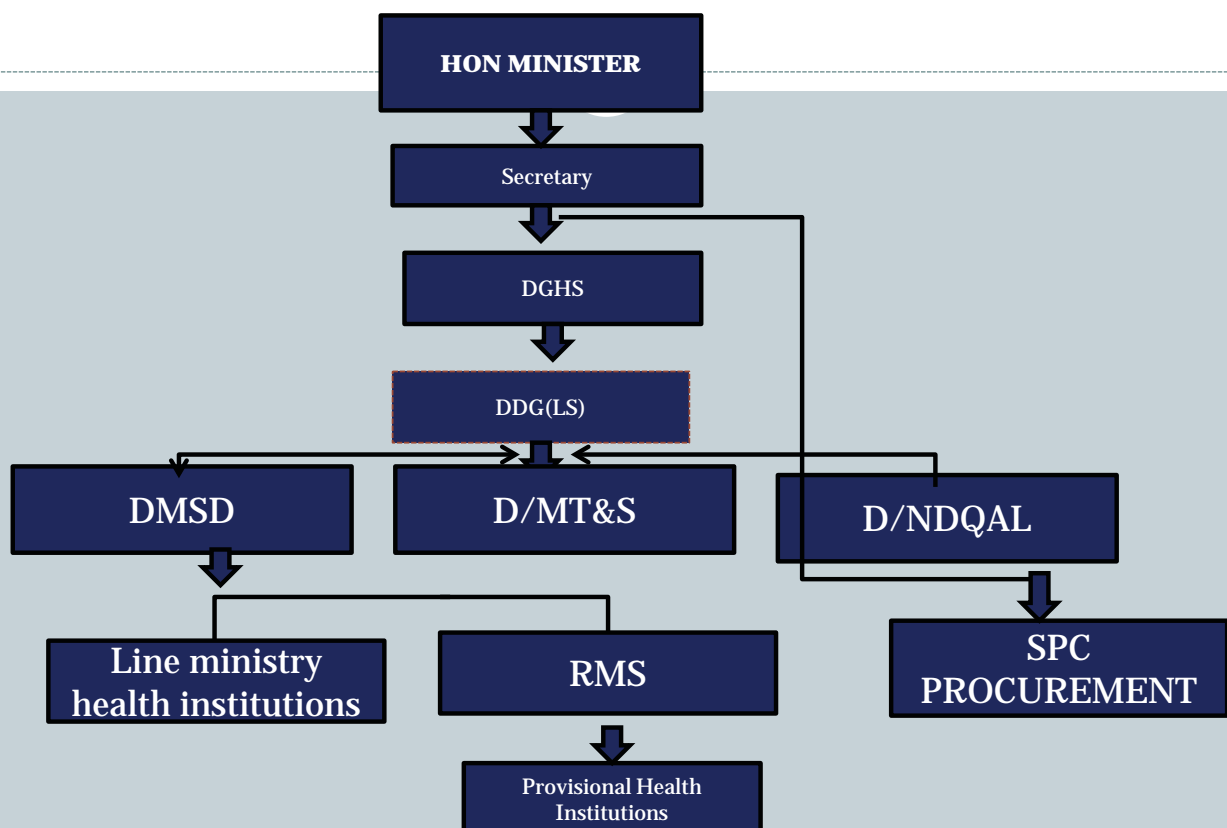 HON MINISTER
Secretary
DGHS
DDG(LS)
DMSD
D/MT&S
D/NDQAL
Line ministry
health institutions
RMS
SPC
PROCUREMENT
Provisional Health
Institutions